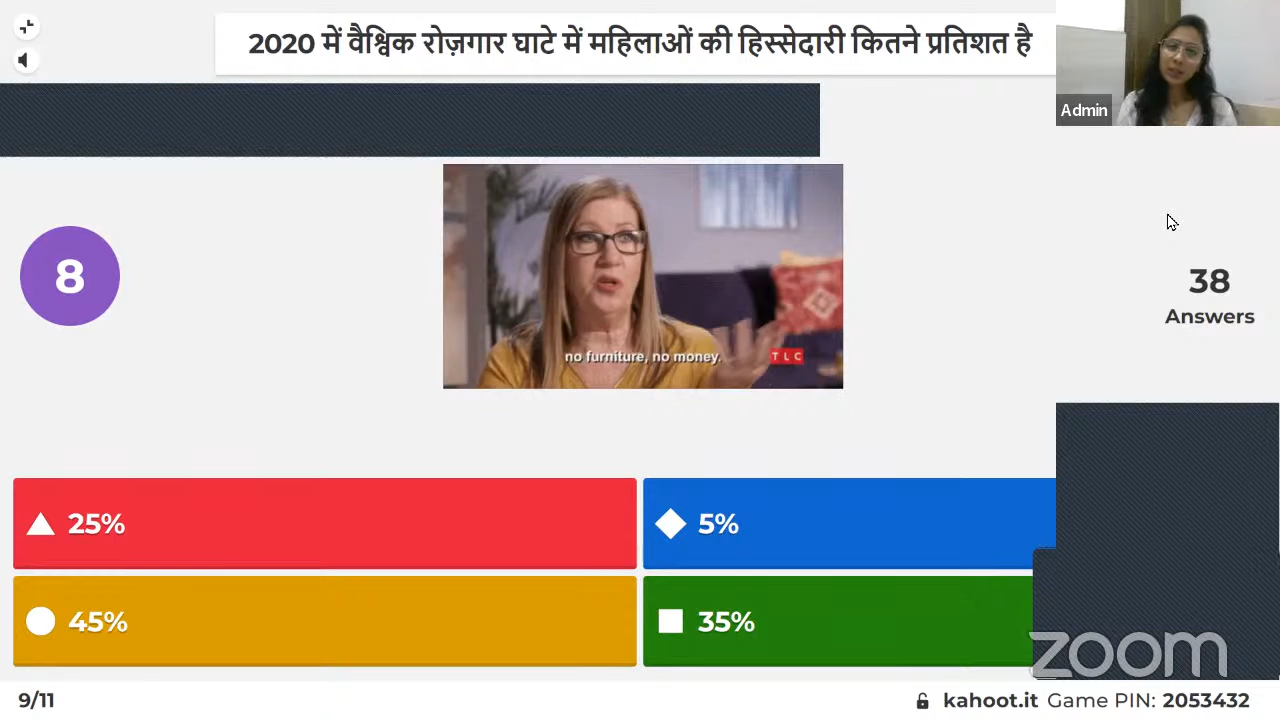 2020 में वैश्विक रोज़गार घाटे में महिलाओं की हिस्सेदारी कितने प्रतिशत है
Admin
8
no furniture, no money.
TLC
38
Answers
25%
5%
45%
35%
zoom
9/11
kahoot.it Game PIN: 2053432